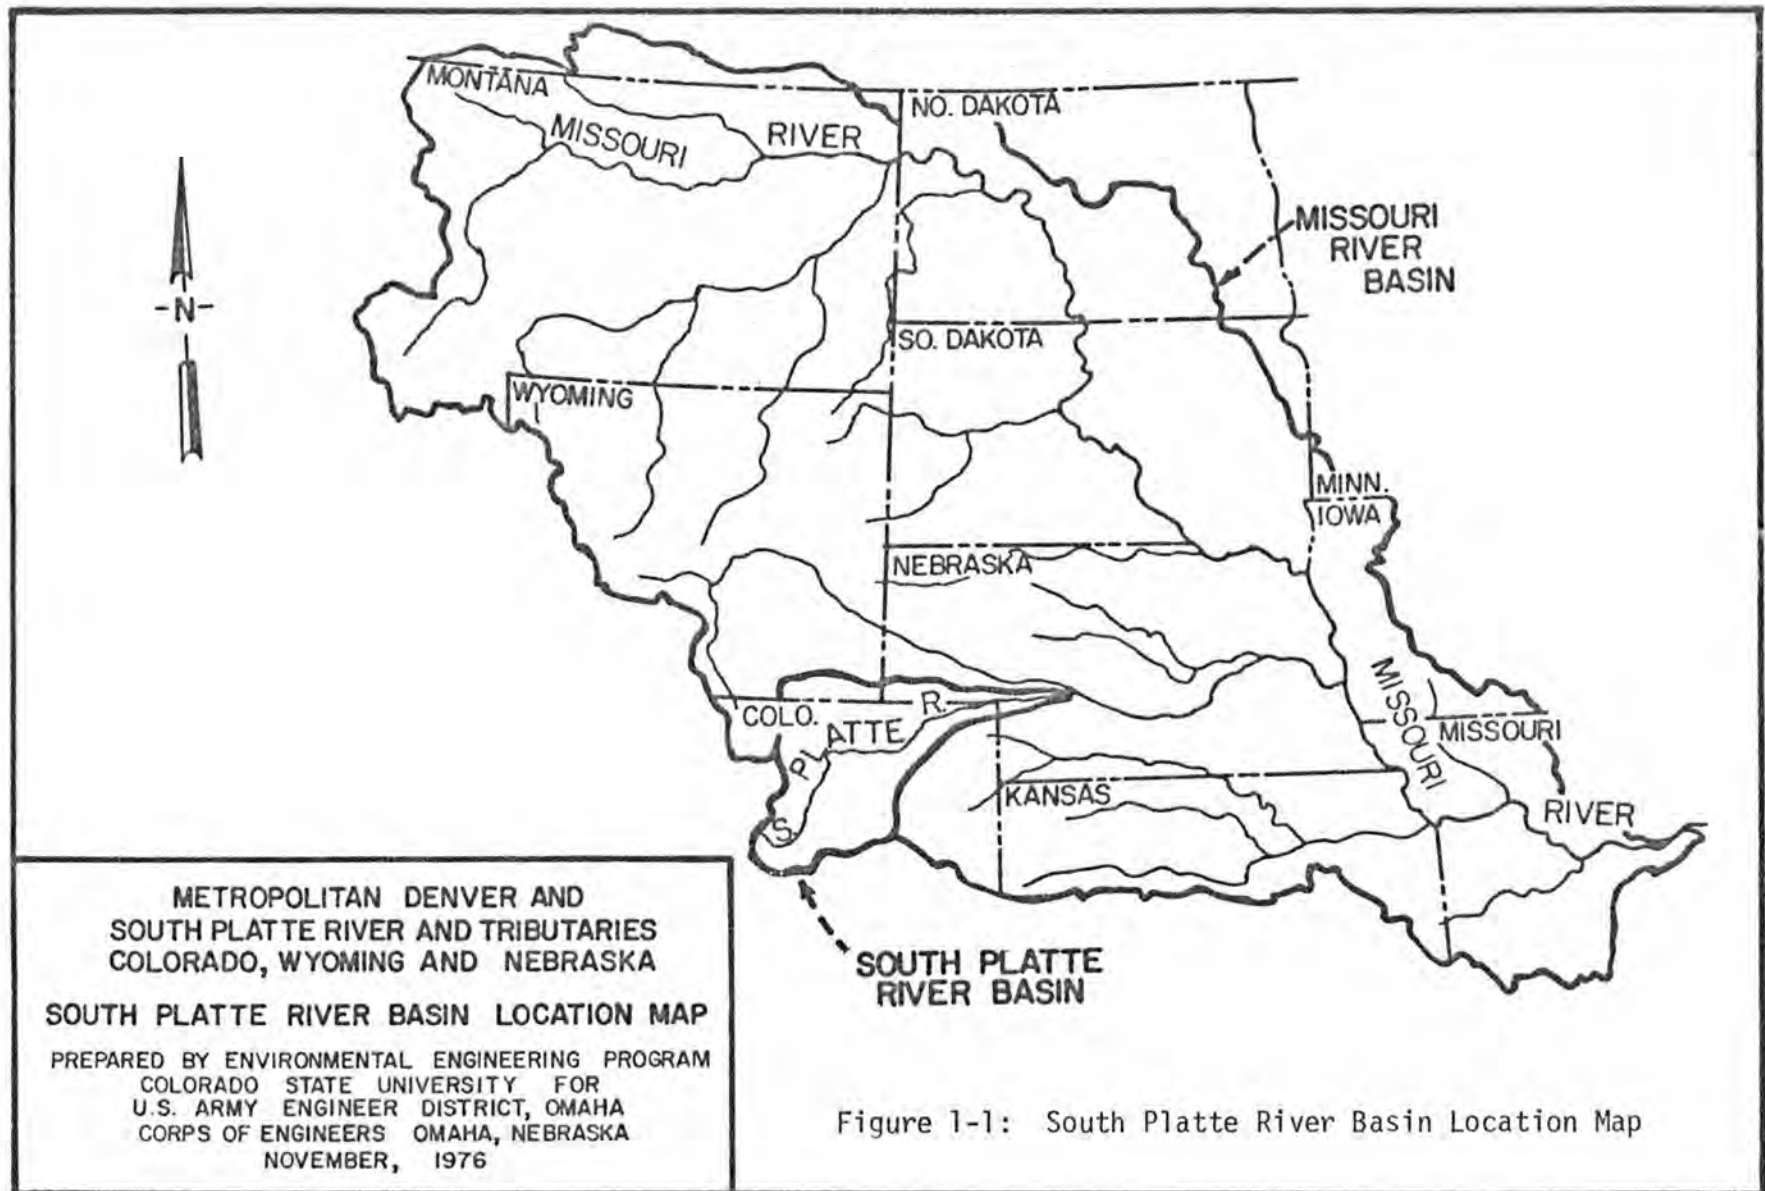 MONTANA
NO. DAKOTA
MISSOURI
RIVER
MISSOURI
RIVER
BASIN
-N-
SO. DAKOTA
WYOMING
MINN.
IOWA
NEBRASKA
MISSOURI
COLO.
S. PLATTE R.
MISSOURI
KANSAS
RIVER
SOUTH PLATTE
RIVER BASIN
METROPOLITAN DENVER AND
SOUTH PLATTE RIVER AND TRIBUTARIES
COLORADO, WYOMING AND NEBRASKA
SOUTH PLATTE RIVER BASIN LOCATION MAP
PREPARED BY ENVIRONMENTAL ENGINEERING PROGRAM
COLORADO STATE UNIVERSITY FOR
U.S. ARMY ENGINEER DISTRICT, OMAHA
CORPS OF ENGINEERS OMAHA, NEBRASKA
NOVEMBER, 1976
Figure 1-1: South Platte River Basin Location Map